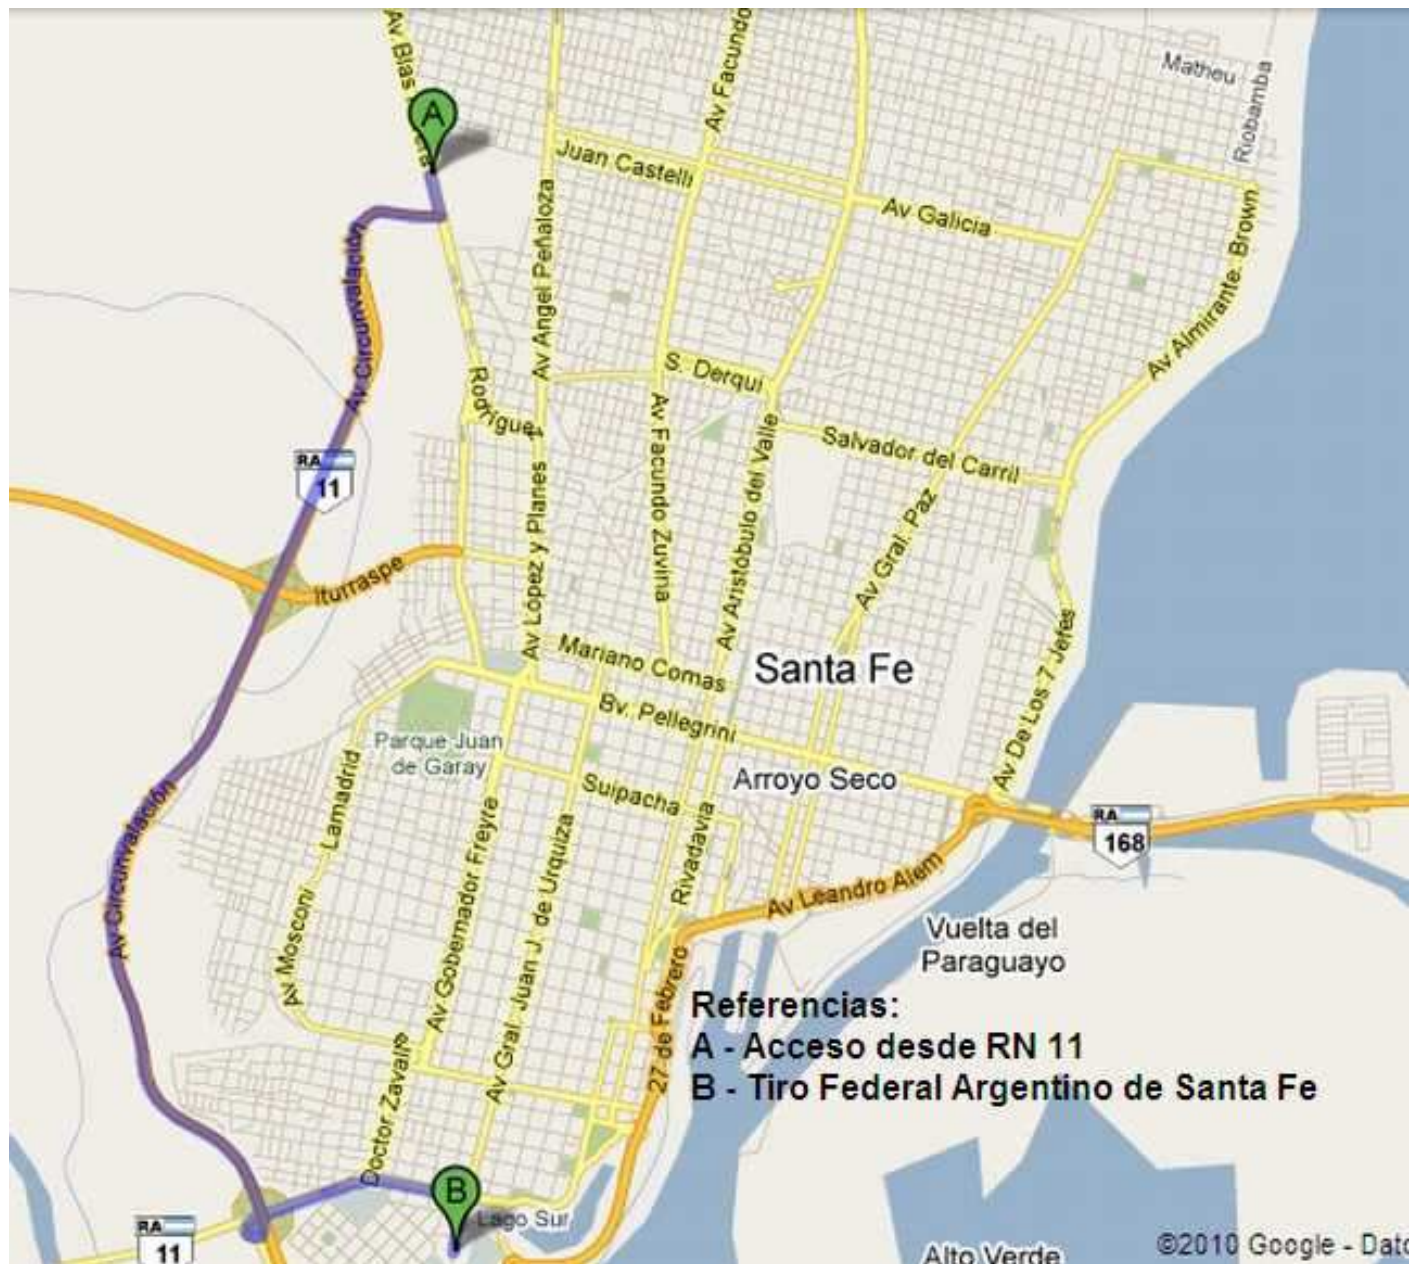 Av Blas
A
Av Facundo
Matheu
Riobamba
Juan Castelli
Av Galicia
Av Angel Peñaloza
Av Circunvalación
Av Almirante. Brown
S. Derqui
Rodrígue
Av Facundo Zuviria
Av Aristóbulo del Valle
Salvador del Carril
RA
11
Av López y Planes
Av Gral. Paz
Iturraspe
Mariano Comas
Santa Fe
Av De Los 7 Jefes
Bv. Pellegrini
Parque Juan
de Garay
Arroyo Seco
Suipacha
Lamadrid
Av Circunvalación
Av Gobernador Freyre
Av Gral. Juan J. de Urquiza
Rivadavia
RA
168
Av Leandro Alem
Av Mosconi
Vuelta del
Paraguayo
27 de Febrero
Referencias:
A - Acceso desde RN 11
B - Tiro Federal Argentino de Santa Fe
Doctor Zavalla
B
Lago Sur
RA
11
Alto Verde
©2010 Google - Dato